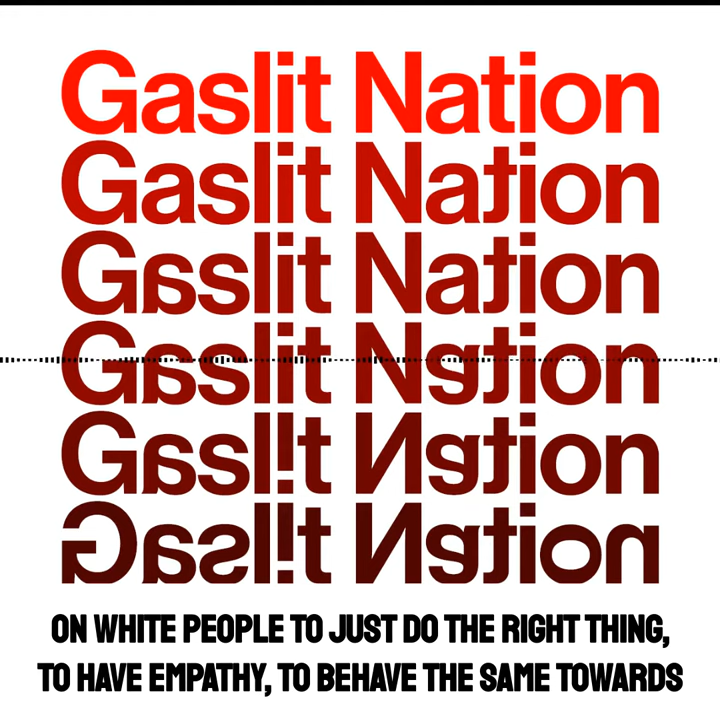 Gaslit Nation
Gaslit Nation
Gaslit Nation
Gaslit Nation
Gaslit Nation
Gaslit Nation
ON WHITE PEOPLE TO JUST DO THE RIGHT THING,
TO HAVE EMPATHY, TO BEHAVE THE SAME TOWARDS